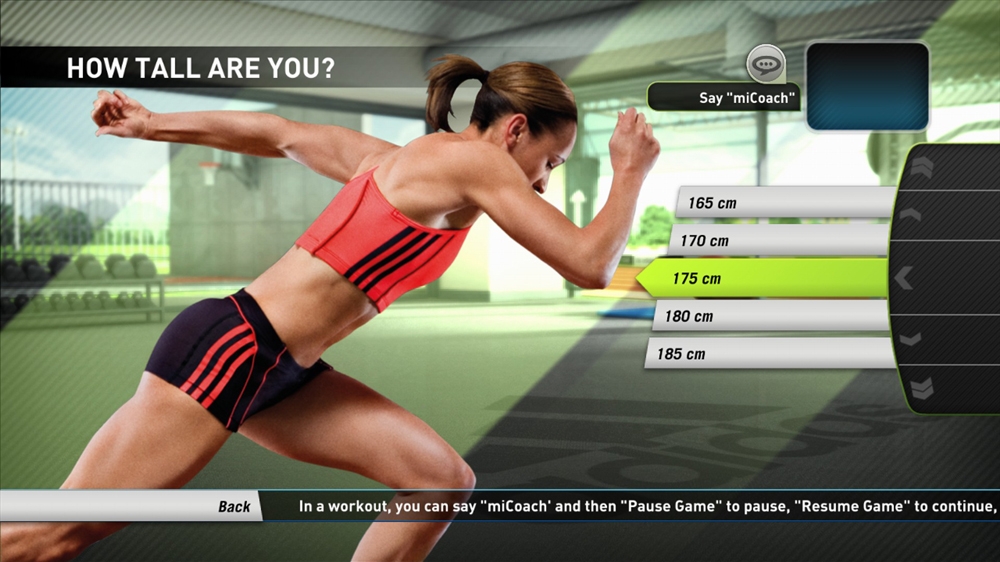 HOW TALL ARE YOU?
Say "miCoach"
165 cm
170 cm
175 cm
180 cm
185 cm
adidas
Back
In a workout, you can say "miCoach' and then "Pause Game" to pause, "Resume Game" to continue,